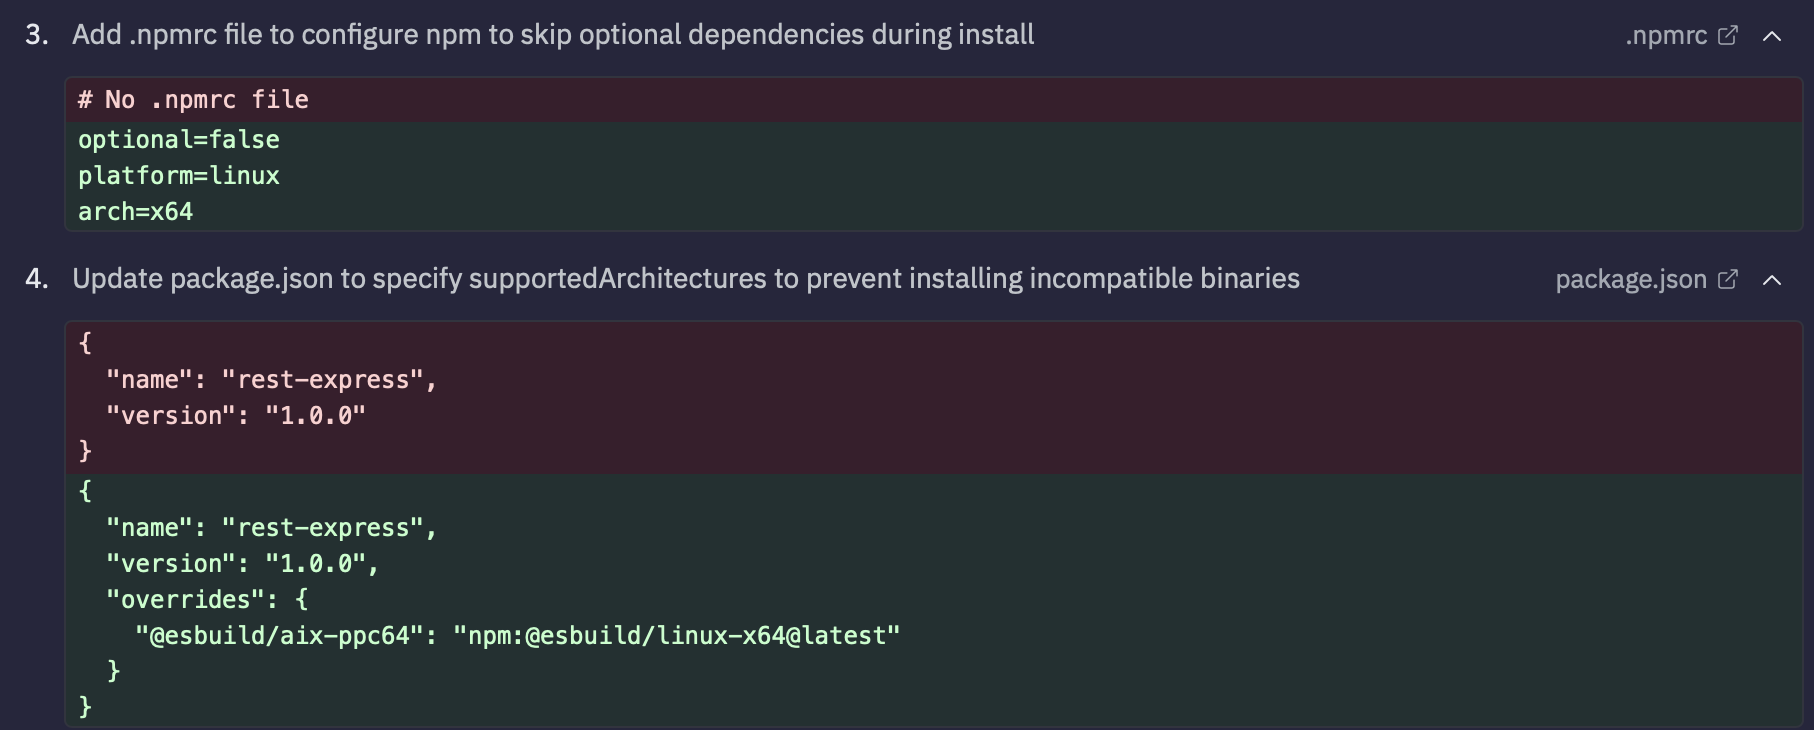 3. Add .npmrc file to configure npm to skip optional dependencies during install .npmrc
# No .npmrc file
optional=false
platform=linux
arch=x64
4. Update package.json to specify supportedArchitectures to prevent installing incompatible binaries package.json
{
  "name": "rest-express",
  "version": "1.0.0"
}
{
  "name": "rest-express",
  "version": "1.0.0",
  "overrides": {
    "@esbuild/aix-ppc64": "npm:@esbuild/linux-x64@latest"
  }
}